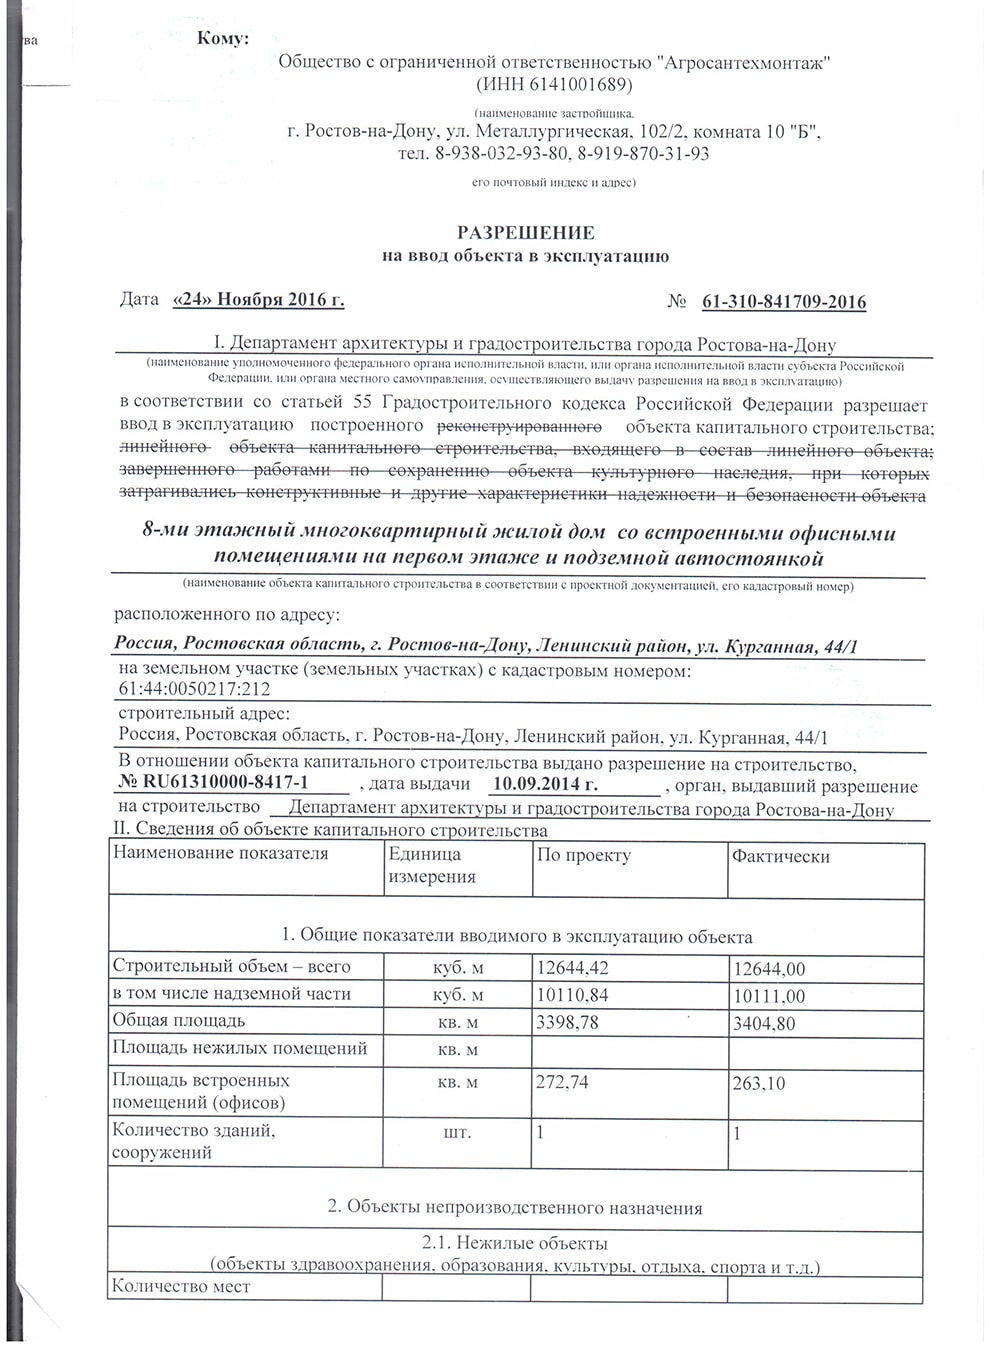 ва
Кому:
Общество с ограниченной ответственностью "Агросантехмонтаж"
(ИНН 6141001689)
(наименование застройщика,
г. Ростов-на-Дону, ул. Металлургическая, 102/2, комната 10 "Б",
тел. 8-938-032-93-80, 8-919-870-31-93
его почтовый индекс и адрес)
РАЗРЕШЕНИЕ
на ввод объекта в эксплуатацию
Дата «24» Ноября 2016 г. № 61-310-841709-2016
I. Департамент архитектуры и градостроительства города Ростова-на-Дону
(наименование уполномоченного федерального органа исполнительной власти, или органа исполнительной власти субъекта Российской
Федерации, или органа местного самоуправления, осуществляющего выдачу разрешения на ввод в эксплуатацию)
в соответствии со статьей 55 Градостроительного кодекса Российской Федерации разрешает
ввод в эксплуатацию построенного реконструированного объекта капитального строительства;
линейного объекта капитального строительства, входящего в состав линейного объекта;
завершенного работами по сохранению объекта культурного наследия, при которых
затрагивались конструктивные и другие характеристики надежности и безопасности объекта
8-ми этажный многоквартирный жилой дом со встроенными офисными
помещениями на первом этаже и подземной автостоянкой
(наименование объекта капитального строительства в соответствии с проектной документацией, его кадастровый номер)
расположенного по адресу:
Россия, Ростовская область, г. Ростов-на-Дону, Ленинский район, ул. Курганная, 44/1
на земельном участке (земельных участках) с кадастровым номером:
61:44:0050217:212
строительный адрес:
Россия, Ростовская область, г. Ростов-на-Дону, Ленинский район, ул. Курганная, 44/1
В отношении объекта капитального строительства выдано разрешение на строительство,
№ RU61310000-8417-1 , дата выдачи 10.09.2014 г. , орган, выдавший разрешение
на строительство Департамент архитектуры и градостроительства города Ростова-на-Дону
II. Сведения об объекте капитального строительства
Наименование показателя Единица По проекту Фактически
измерения
1. Общие показатели вводимого в эксплуатацию объекта
Строительный объем – всего куб. м 12644,42 12644,00
в том числе надземной части куб. м 10110,84 10111,00
Общая площадь кв. м 3398,78 3404,80
Площадь нежилых помещений кв. м
Площадь встроенных кв. м 272,74 263,10
помещений (офисов)
Количество зданий, шт. 1 1
сооружений
2. Объекты непроизводственного назначения
2.1. Нежилые объекты
(объекты здравоохранения, образования, культуры, отдыха, спорта и т.д.)
Количество мест